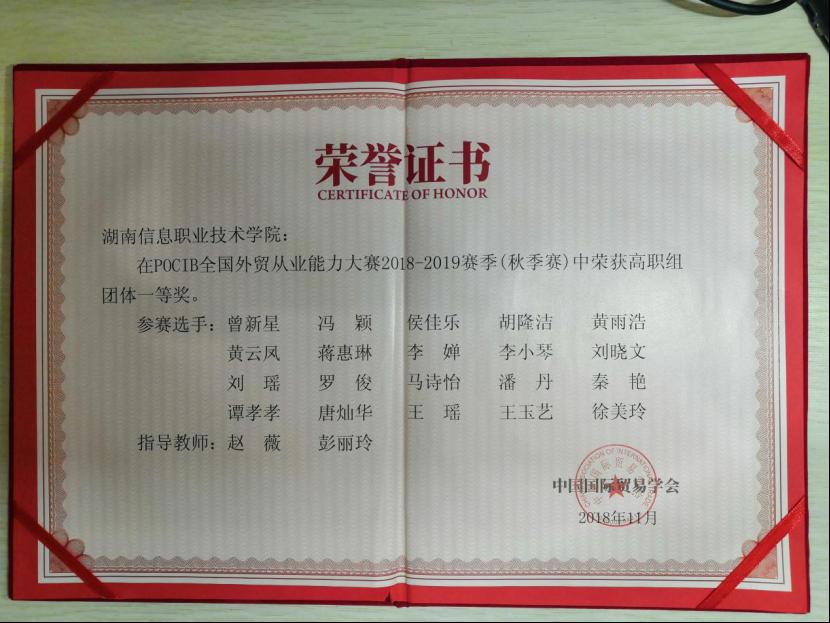 荣誉证书
CERTIFICATE OF HONOR
湖南信息职业技术学院：
在POCIB全国外贸从业能力大赛2018-2019赛季(秋季赛)中荣获高职组
团体一等奖。
参赛选手：曾新星 冯 颖 侯佳乐 胡隆洁 黄雨浩
黄云凤 蒋惠琳 李 婵 李小琴 刘晓文
刘 瑶 罗 俊 马诗怡 潘 丹 秦 艳
谭孝孝 唐灿华 王 瑶 王玉艺 徐美玲
指导教师：赵 薇 彭丽玲
中国国际贸易学会
2018年11月